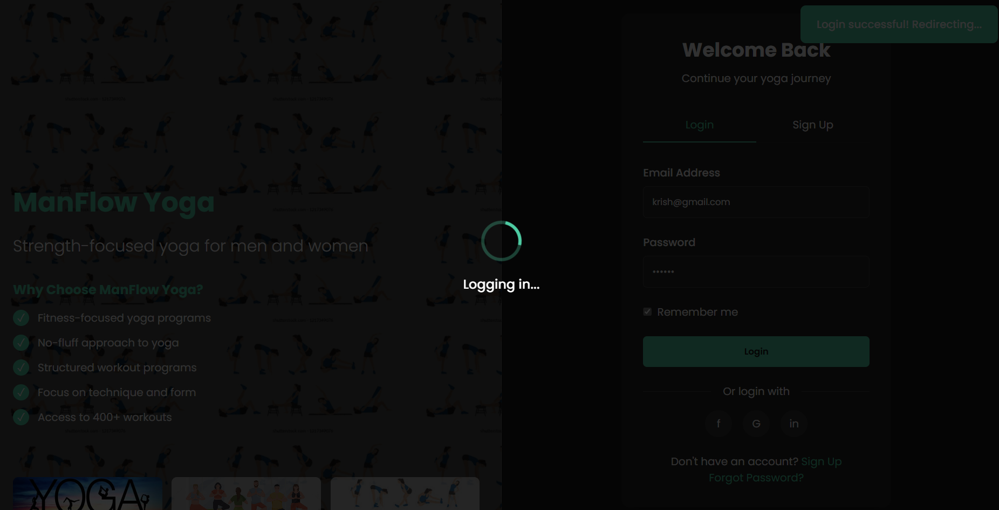 Login successful! Redirecting...
Welcome Back
Continue your yoga journey
Login
Sign Up
Email Address
krish@gmail.com
Password
••••••
Remember me
Login
Or login with
f
G
in
Don't have an account? Sign Up
Forgot Password?
Logging in...
ManFlow Yoga
Strength-focused yoga for men and women
Why Choose ManFlow Yoga?
✓ Fitness-focused yoga programs
✓ No-fluff approach to yoga
✓ Structured workout programs
✓ Focus on technique and form
✓ Access to 400+ workouts
YOGA